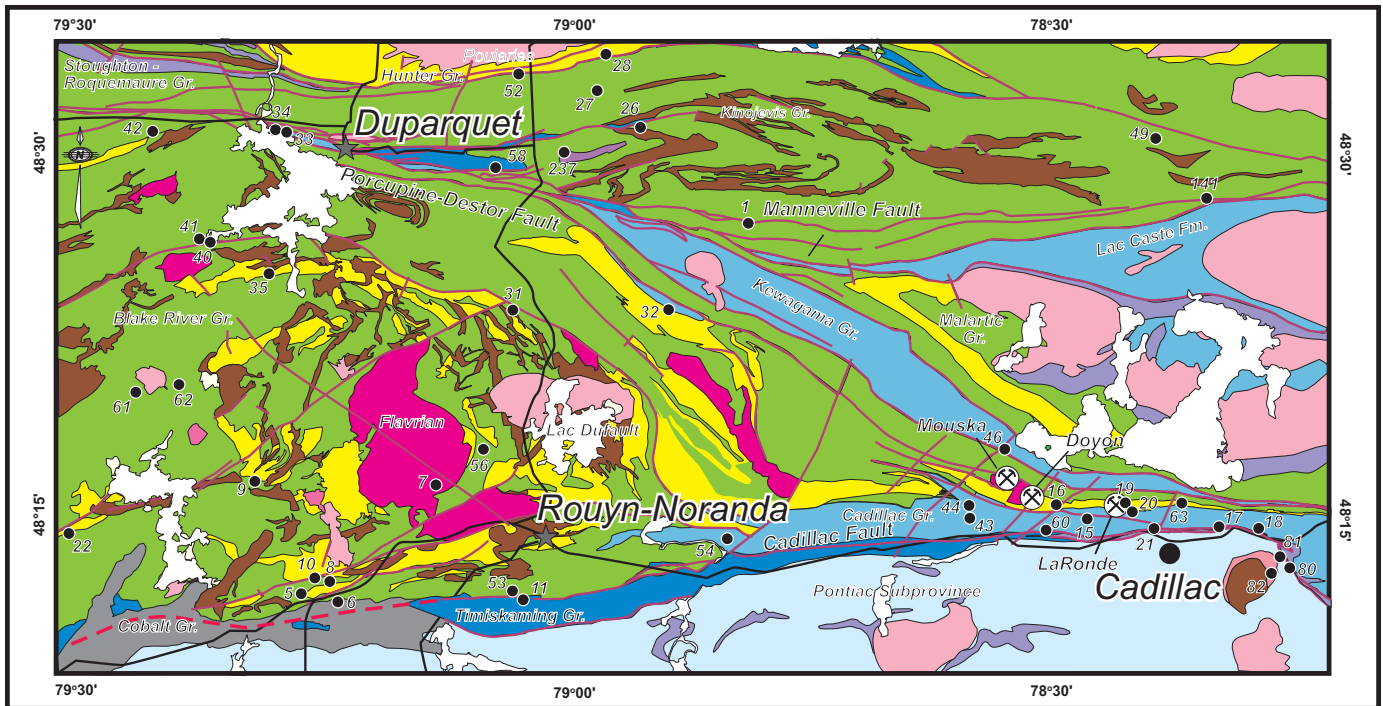 79°30'
79°00'
78°30'
Stoughton -
Roquemaure Gr.
Hunter Gr.
Poularies
52
28
27
26
Kinojevis Gr.
49
42
34
33
Duparquet
48°30'
48°30'
N
58
237
Porcupine-Destor Fault
1
Manneville Fault
141
Lac Caste Fm.
41
40
35
31
32
Kewagama Gr.
Blake River Gr.
Malartic
Gr.
61
62
Flavrian
Lac Dufault
Mouska
46
Doyon
56
7
9
48°15'
48°15'
Rouyn-Noranda
Cadillac Gr.
44
43
16
19
20
63
60
15
17
18
22
54
Cadillac Fault
21
LaRonde
81
80
82
Cadillac
10
8
5
6
53
11
Pontiac Subprovince
Timiskaming Gr.
Cobalt Gr.
79°30'
79°00'
78°30'